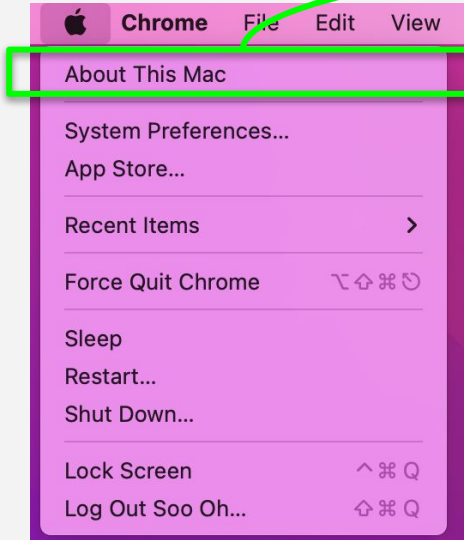 Chrome File Edit View
About This Mac
System Preferences...
App Store...
Recent Items
Force Quit Chrome ⌥⇧⌘⎋
Sleep
Restart...
Shut Down...
Lock Screen ^⌘Q
Log Out Soo Oh... ⇧⌘Q